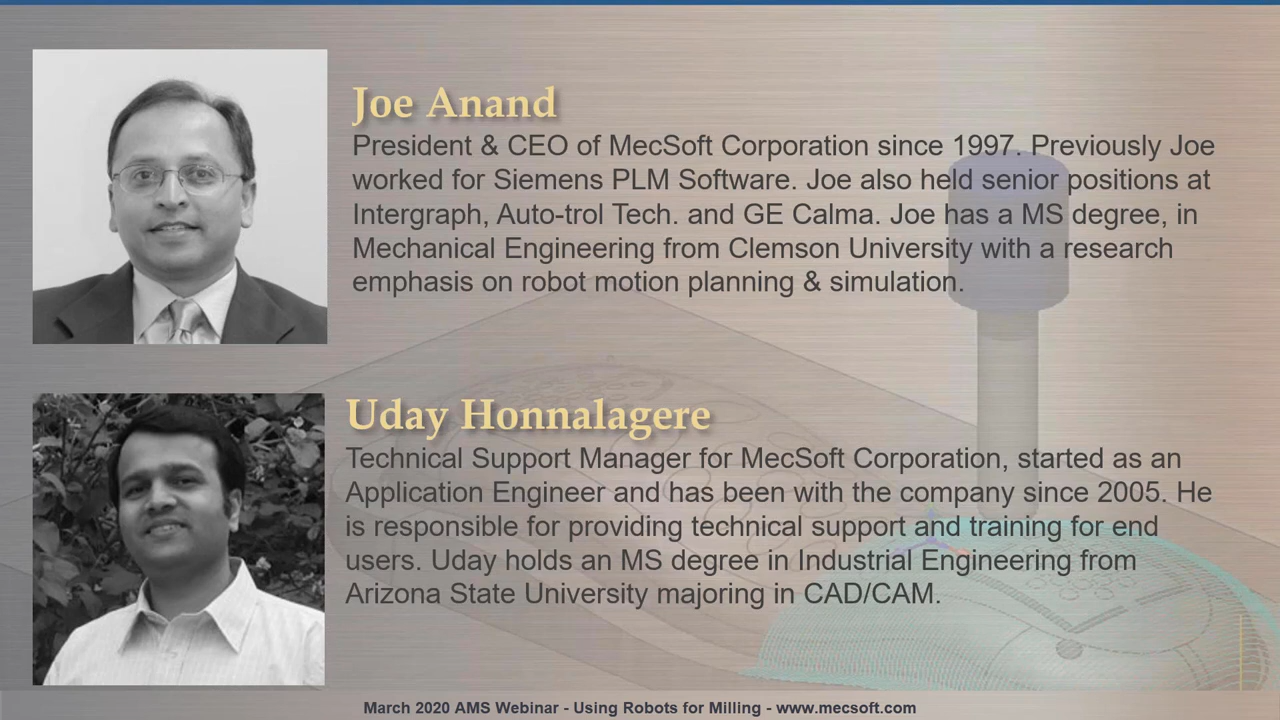 Joe Anand
President & CEO of MecSoft Corporation since 1997. Previously Joe
worked for Siemens PLM Software. Joe also held senior positions at
Intergraph, Auto-trol Tech. and GE Calma. Joe has a MS degree, in
Mechanical Engineering from Clemson University with a research
emphasis on robot motion planning & simulation.
Uday Honnalagere
Technical Support Manager for MecSoft Corporation, started as an
Application Engineer and has been with the company since 2005. He
is responsible for providing technical support and training for end
users. Uday holds an MS degree in Industrial Engineering from
Arizona State University majoring in CAD/CAM.
March 2020 AMS Webinar - Using Robots for Milling - www.mecsoft.com